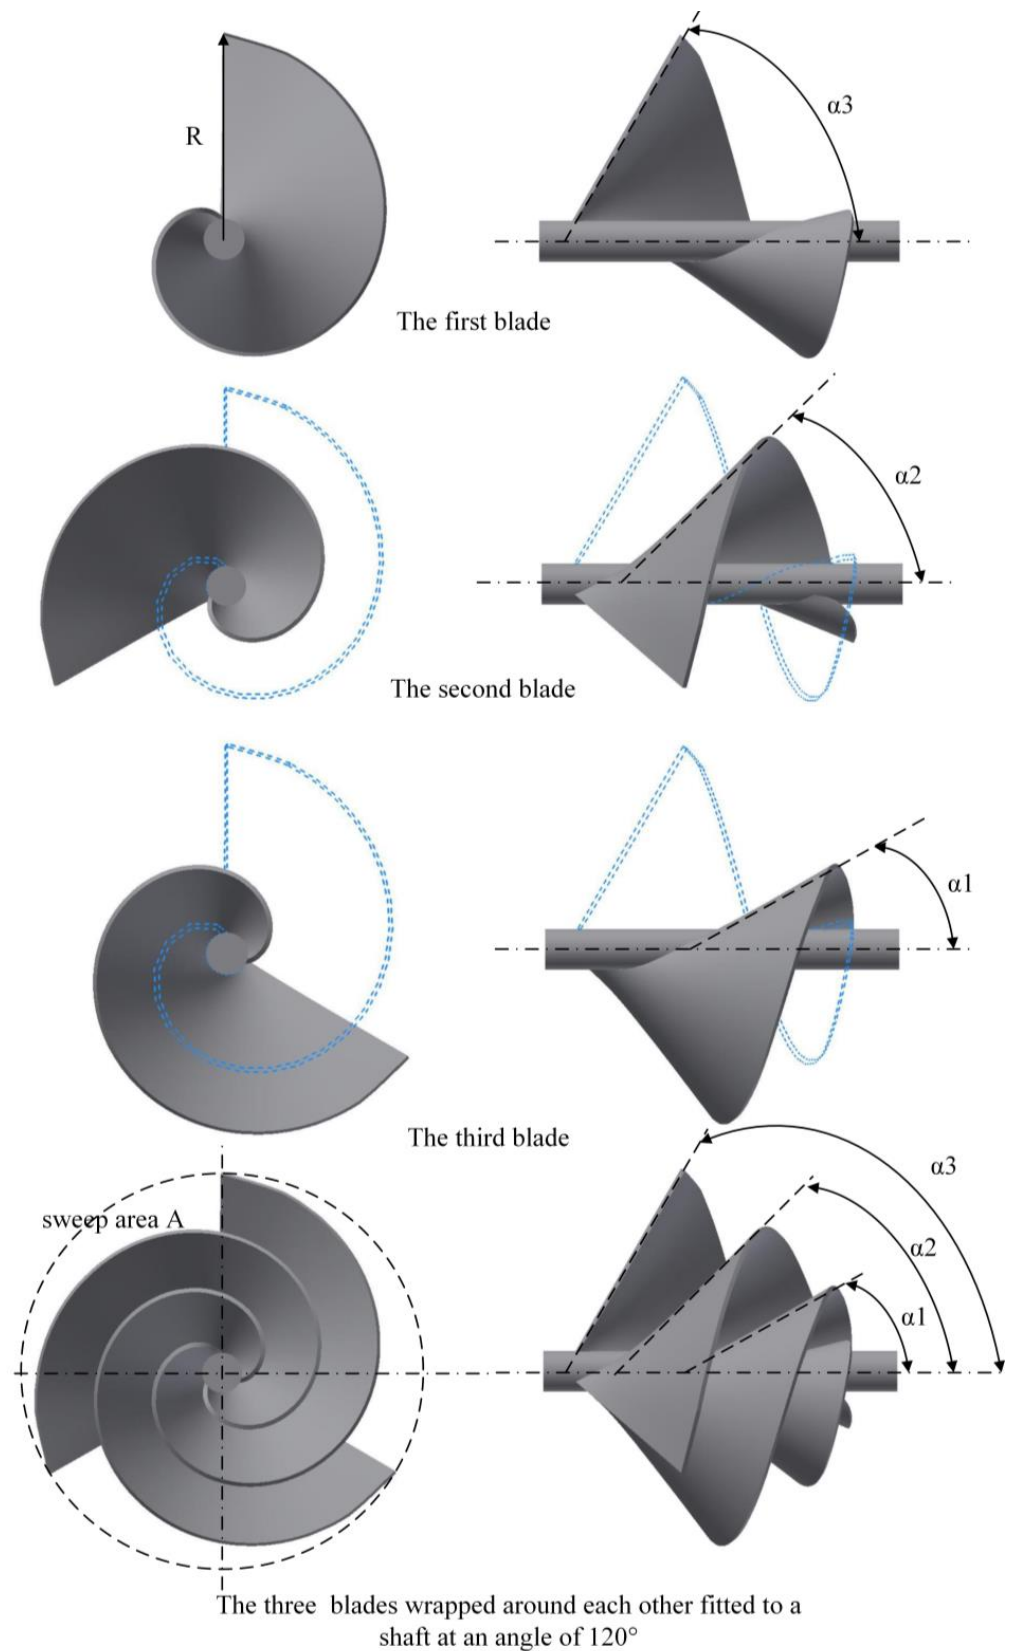 R
α3
The first blade
α2
The second blade
α1
The third blade
sweep area A
α3
α2
α1
The three blades wrapped around each other fitted to a
shaft at an angle of 120°